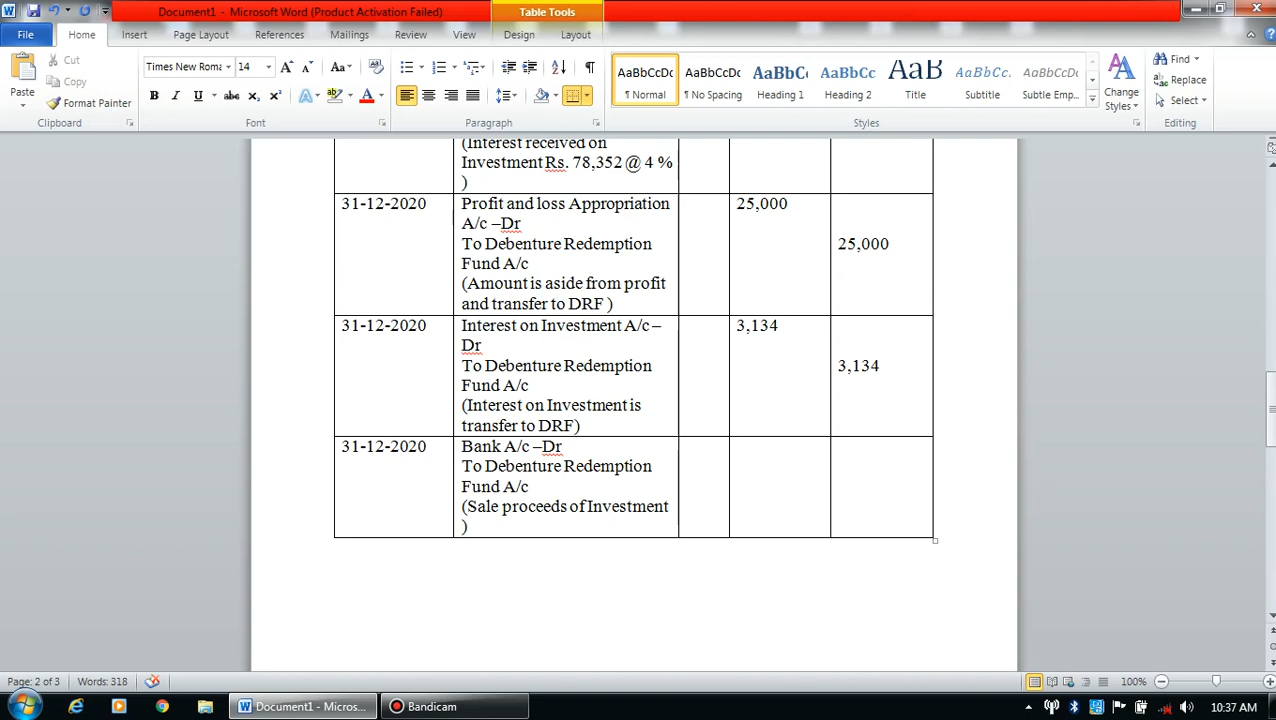 Document1 - Microsoft Word (Product Activation Failed)
Table Tools
File
Home
Insert
Page Layout
References
Mailings
Review
View
Design
Layout
Paste
Cut
Copy
Format Painter
Clipboard
Times New Roma
14
Font
Paragraph
AaBbCcDc
¶ Normal
AaBbCcDc
¶ No Spacing
AaBbCc
Heading 1
AaBbCc
Heading 2
AaB
Title
AaBbCc.
Subtitle
AaBbCcDc
Subtle Emp...
Styles
Change
Styles
Find
Replace
Select
Editing
(Interest received on
Investment Rs. 78,352 @ 4 %
)
31-12-2020
Profit and loss Appropriation
A/c –Dr
To Debenture Redemption
Fund A/c
(Amount is aside from profit
and transfer to DRF )
25,000
25,000
31-12-2020
Interest on Investment A/c –
Dr
To Debenture Redemption
Fund A/c
(Interest on Investment is
transfer to DRF)
3,134
3,134
31-12-2020
Bank A/c –Dr
To Debenture Redemption
Fund A/c
(Sale proceeds of Investment
)
Page: 2 of 3
Words: 318
100%
Document1 - Micros...
Bandicam
10:37 AM